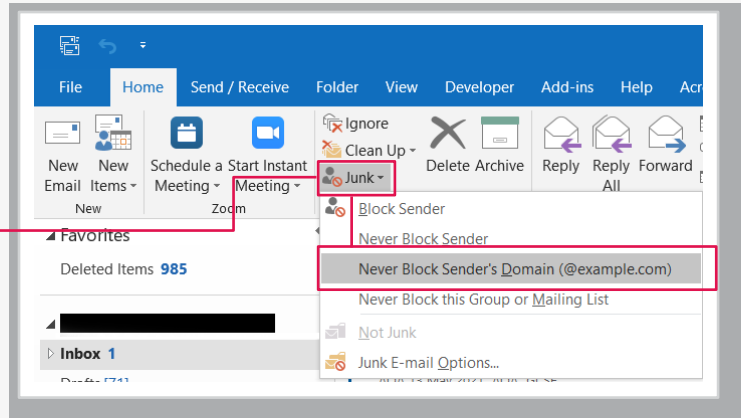 File Home Send / Receive Folder View Developer Add-ins Help Acr
Ignore
Clean Up
Junk
New Email
New Items
Schedule a Meeting
Start Instant Meeting
Delete Archive
Reply
Reply All
Forward
New
Zoom
Block Sender
Never Block Sender
Never Block Sender's Domain (@example.com)
Never Block this Group or Mailing List
Not Junk
Junk E-mail Options...
Favorites
Deleted Items 985
Inbox 1
Drafts [71]